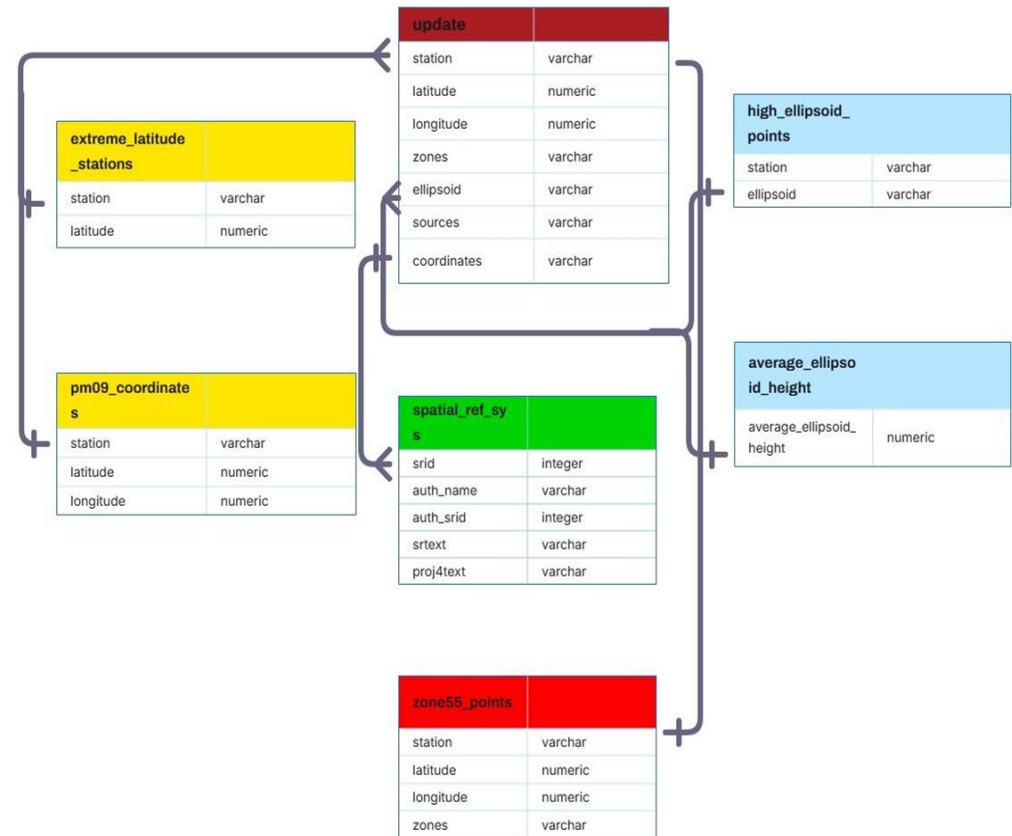 update
station varchar
latitude numeric
longitude numeric
zones varchar
ellipsoid varchar
sources varchar
coordinates varchar
extreme_latitude
_stations
station varchar
latitude numeric
high_ellipsoid_
points
station varchar
ellipsoid varchar
pm09_coordinate
s
station varchar
latitude numeric
longitude numeric
spatial_ref_sy
s
srid integer
auth_name varchar
auth_srid integer
srtext varchar
proj4text varchar
average_ellipso
id_height
average_ellipsoid_
height numeric
zone55_points
station varchar
latitude numeric
longitude numeric
zones varchar